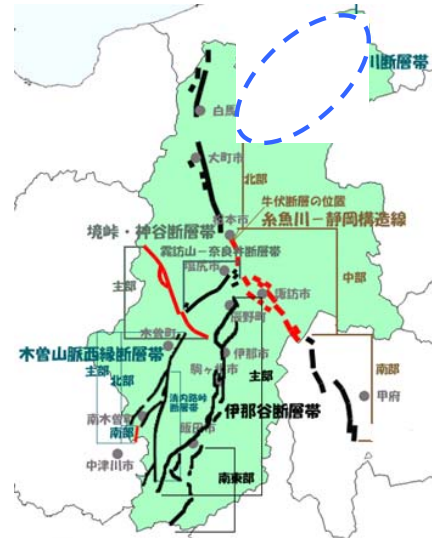 川断層帯
白馬
大町市
北部
牛伏断層の位置
糸魚川－静岡構造線
松本市
境峠・神谷断層帯
霧訪山－奈良井断層帯
塩尻市
主部
諏訪市
中部
辰野町
木曽町
木曽山脈西縁断層帯
伊那市
主部
駒ヶ根市
主部
北部
清内路峠
断層帯
南部
甲府
伊那谷断層帯
南木曽町
南部
飯田市
中津川市
南東部